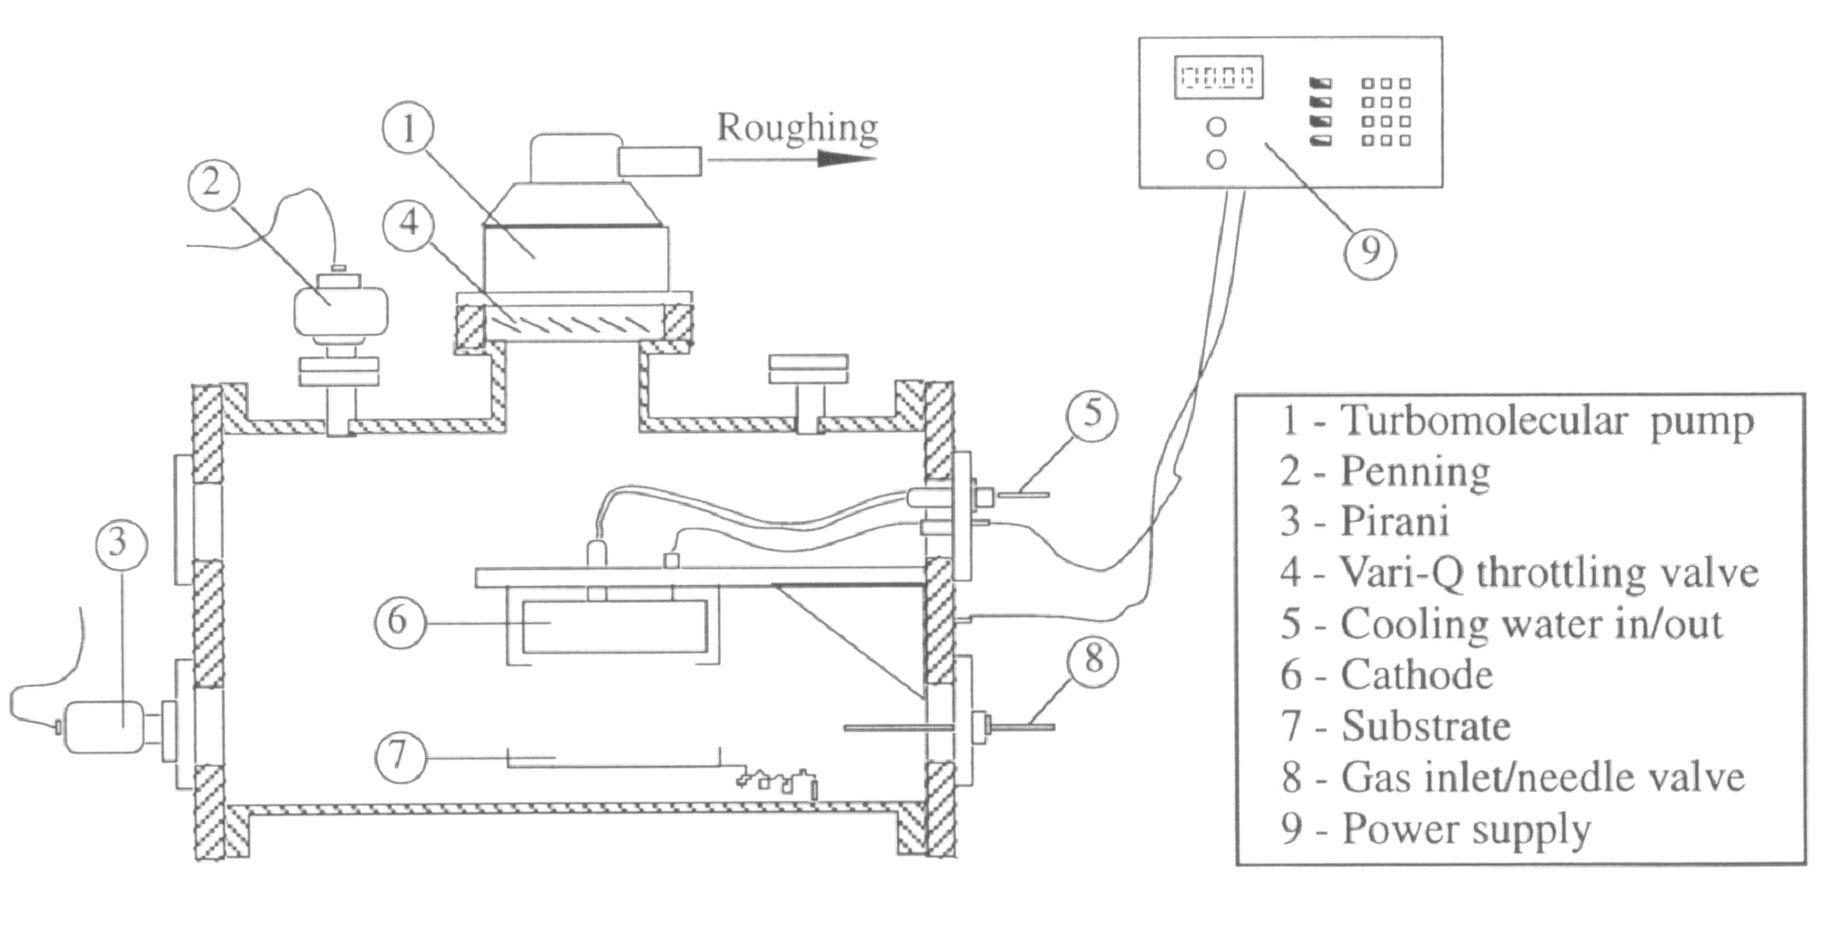 1
Roughing
2
4
00.00
9
5
3
6
8
7
1 - Turbomolecular pump
2 - Penning
3 - Pirani
4 - Vari-Q throttling valve
5 - Cooling water in/out
6 - Cathode
7 - Substrate
8 - Gas inlet/needle valve
9 - Power supply